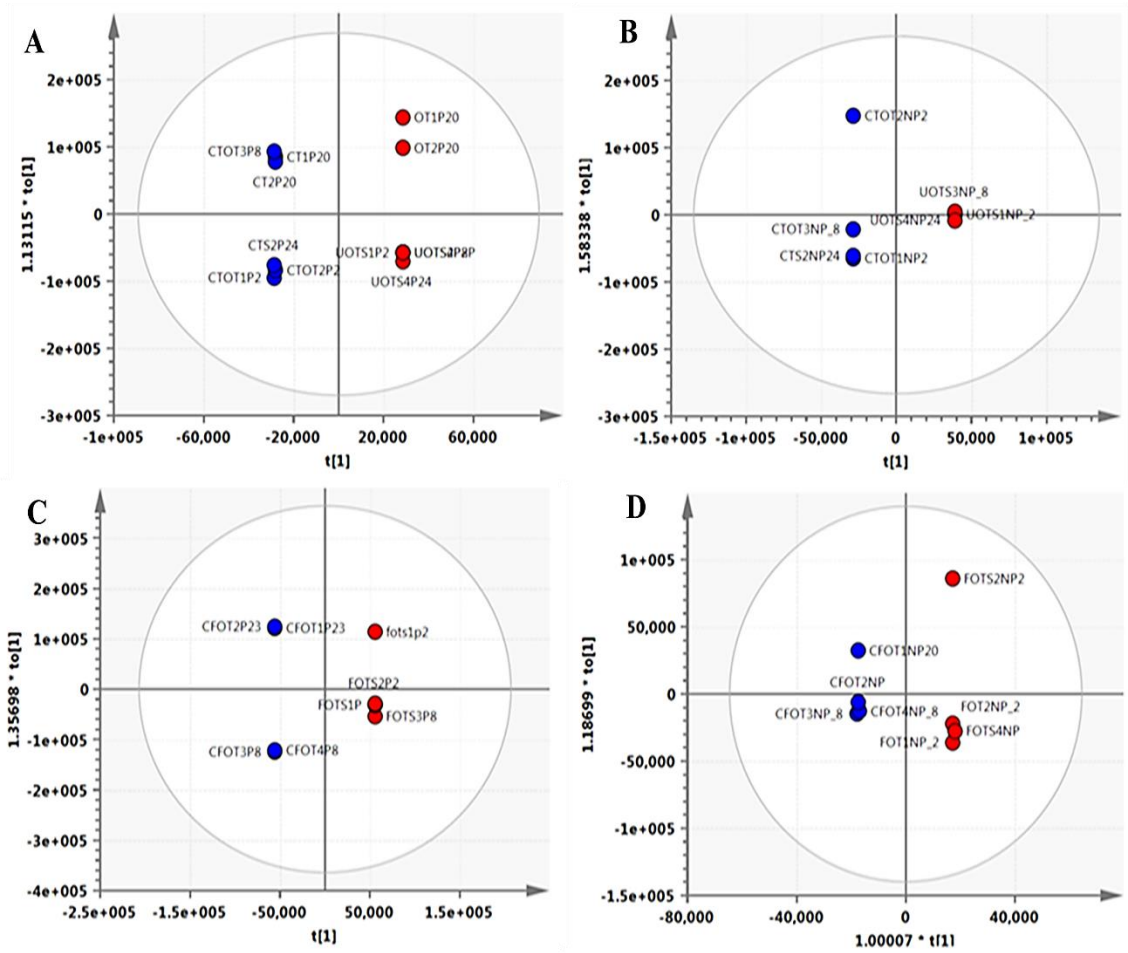 A
1.13115 * to[1]
2e+005
1e+005
0
-1e+005
-2e+005
-3e+005
CTOT3P8
CT1P20
CT2P20
OT1P20
OT2P20
CTS2P24
CTOT1P2
CTOT2P2
UOTS1P2
UOTS4P24
-1e+005
-60,000
-20,000
20,000
60,000
t[1]
B
1.58338 * to[1]
2e+005
1e+005
0
-1e+005
-2e+005
-3e+005
CTOT2NP2
UOTS3NP_8
UOTS4NP24
UOTS1NP_2
CTOT3NP_8
CTS2NP24
CTOT1NP2
-1.5e+005
-1e+005
-50,000
0
50,000
1e+005
t[1]
C
1.35698 * to[1]
3e+005
2e+005
1e+005
0
-1e+005
-2e+005
-3e+005
-4e+005
CFOT2P23
CFOT1P23
fots1p2
FOTS2P2
FOTS1P
FOTS3P8
CFOT3P8
CFOT4P8
-2.5e+005
-1.5e+005
-50,000
50,000
1.5e+005
t[1]
D
1.18699 * to[1]
1e+005
50,000
0
-50,000
-1e+005
-1.5e+005
FOTS2NP2
CFOT1NP20
CFOT2NP
CFOT3NP_8
CFOT4NP_8
FOT2NP_2
FOTS4NP
FOT1NP_2
-80,000
-40,000
0
40,000
1.00007 * t[1]